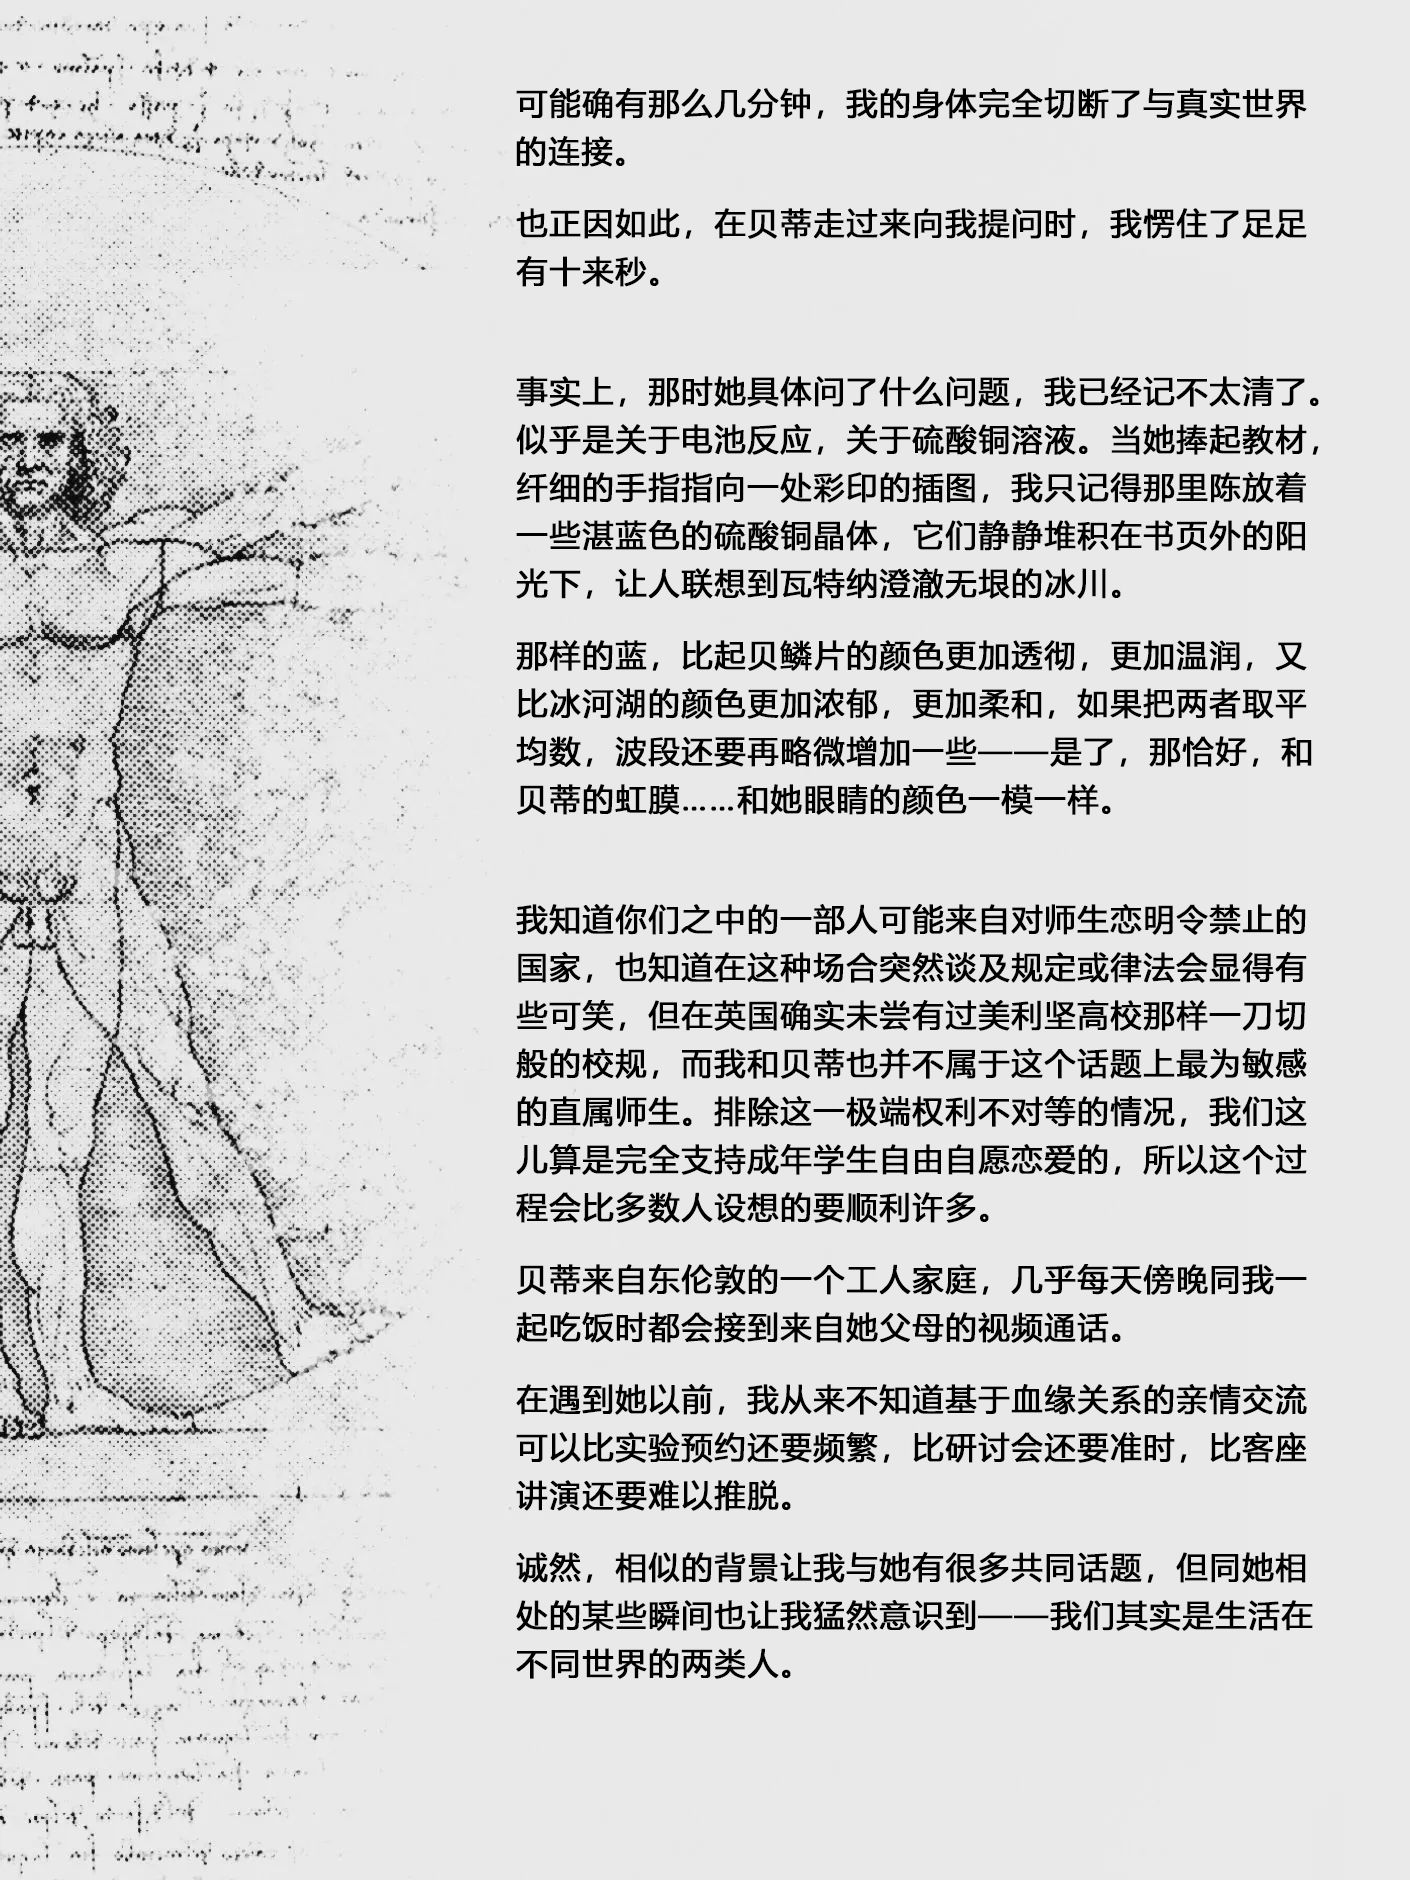 可能确有那么几分钟，我的身体完全切断了与真实世界
的连接。
也正因如此，在贝蒂走过来向我提问时，我愣住了足足
有十来秒。
事实上，那时她具体问了什么问题，我已经记不太清了。
似乎是关于电池反应，关于硫酸铜溶液。当她捧起教材，
纤细的手指指向一处彩印的插图，我只记得那里陈放着
一些湛蓝色的硫酸铜晶体，它们静静堆积在书页外的阳
光下，让人联想到瓦特纳澄澈无垠的冰川。
那样的蓝，比起贝鳞片的颜色更加透彻，更加温润，又
比冰河湖的颜色更加浓郁，更加柔和，如果把两者取平
均数，波段还要再略微增加一些——是了，那恰好，和
贝蒂的虹膜……和她眼睛的颜色一模一样。
我知道你们之中的一部人可能来自对师生恋明令禁止的
国家，也知道在这种场合突然谈及规定或律法会显得有
些可笑，但在英国确实未尝有过美利坚高校那样一刀切
般的校规，而我和贝蒂也并不属于这个话题上最为敏感
的直属师生。排除这一极端权利不对等的情况，我们这
儿算是完全支持成年学生自由自愿恋爱的，所以这个过
程会比多数人设想的要顺利许多。
贝蒂来自东伦敦的一个工人家庭，几乎每天傍晚同我一
起吃饭时都会接到来自她父母的视频通话。
在遇到她以前，我从来不知道基于血缘关系的亲情交流
可以比实验预约还要频繁，比研讨会还要准时，比客座
讲演还要难以推脱。
诚然，相似的背景让我与她有很多共同话题，但同她相
处的某些瞬间也让我猛然意识到——我们其实是生活在
不同世界的两类人。